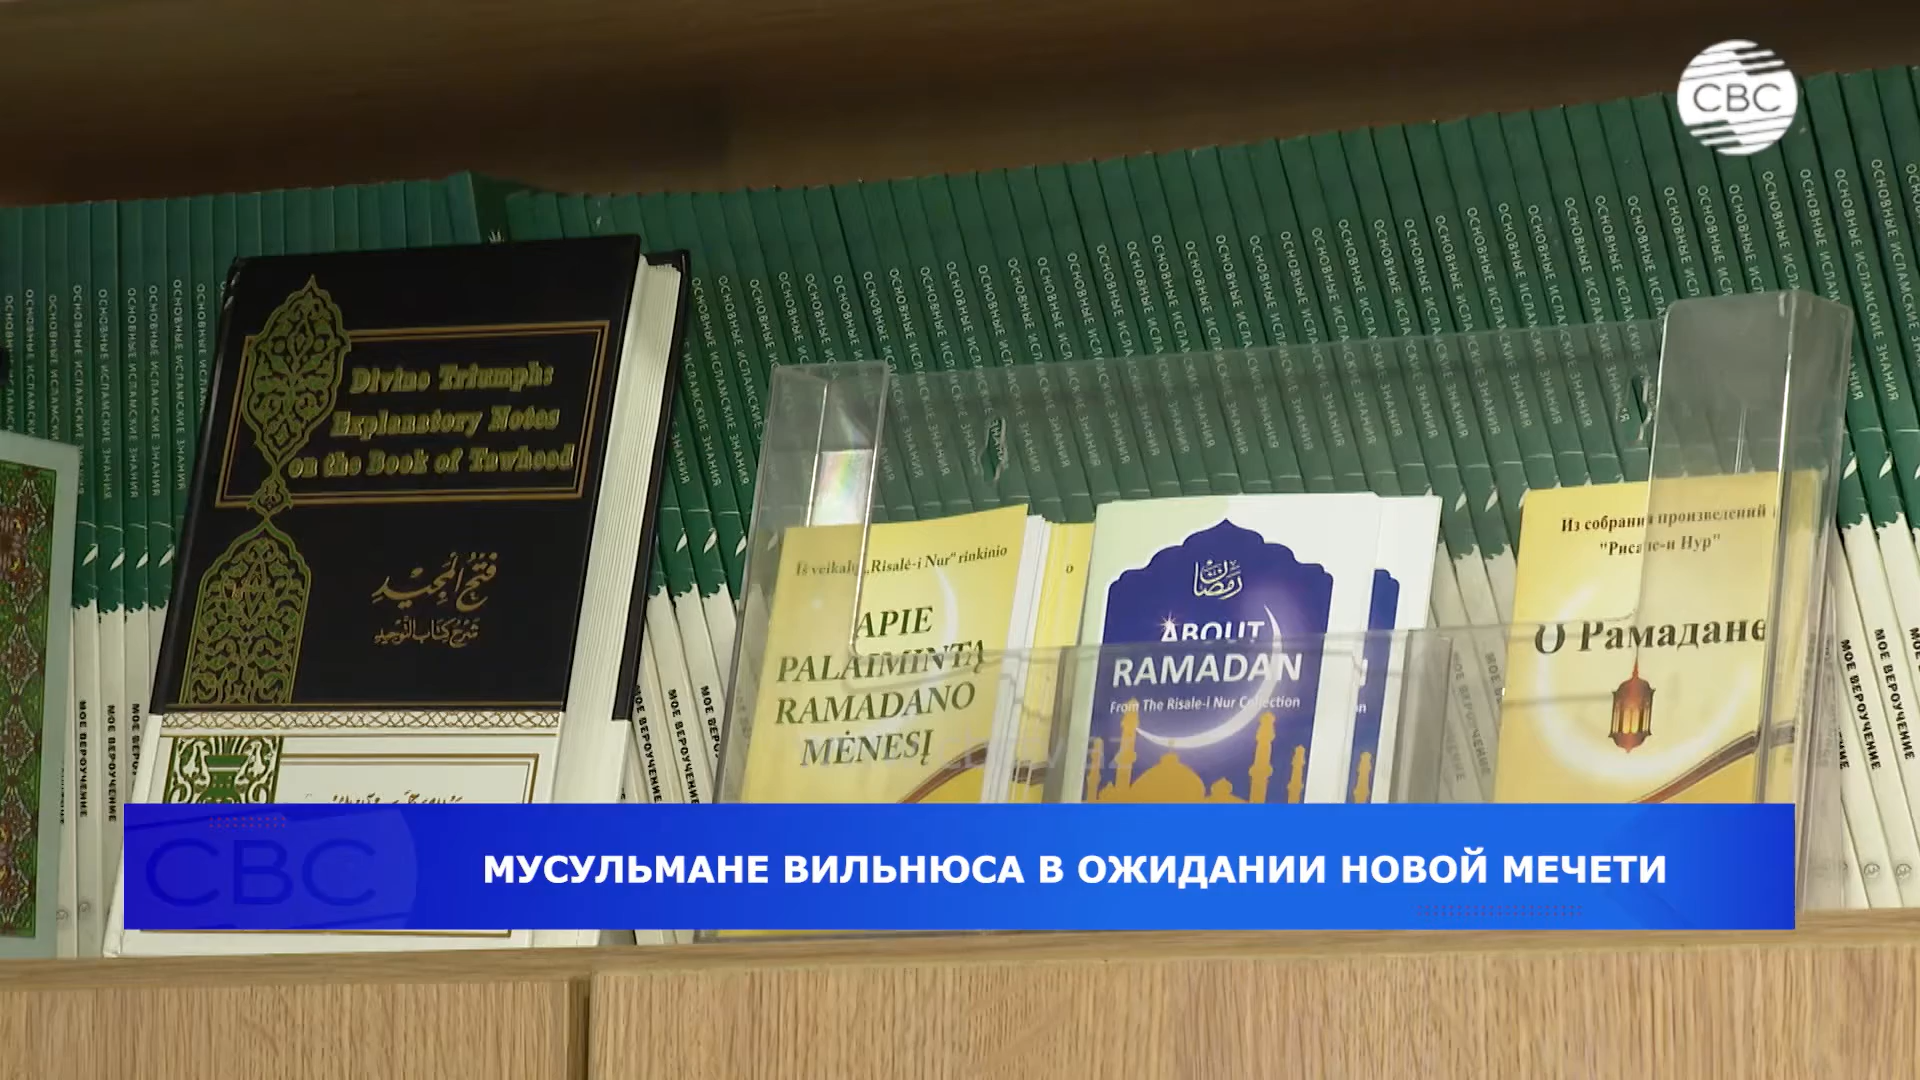 CBC
ОСНОВНЫЕ ИСЛАМСКИЕ ЗНАНИЯ
МОЕ ВЕРОУЧЕНИЕ
Divine Triumph:
Explanatory Notes
on the Book of Tawheed
فتح المجيد
شرح كتاب التوحيد
Iš veikalų „Risalė-i Nur" rinkinio
APIE
PALAIMINTĄ
RAMADANO
MĖNESĮ
رمضان
ABOUT
RAMADAN
From The Risale-i Nur Collection
Из собрания произведений
"Рисале-и Нур"
О Рамадане
CBC
МУСУЛЬМАНЕ ВИЛЬНЮСА В ОЖИДАНИИ НОВОЙ МЕЧЕТИ